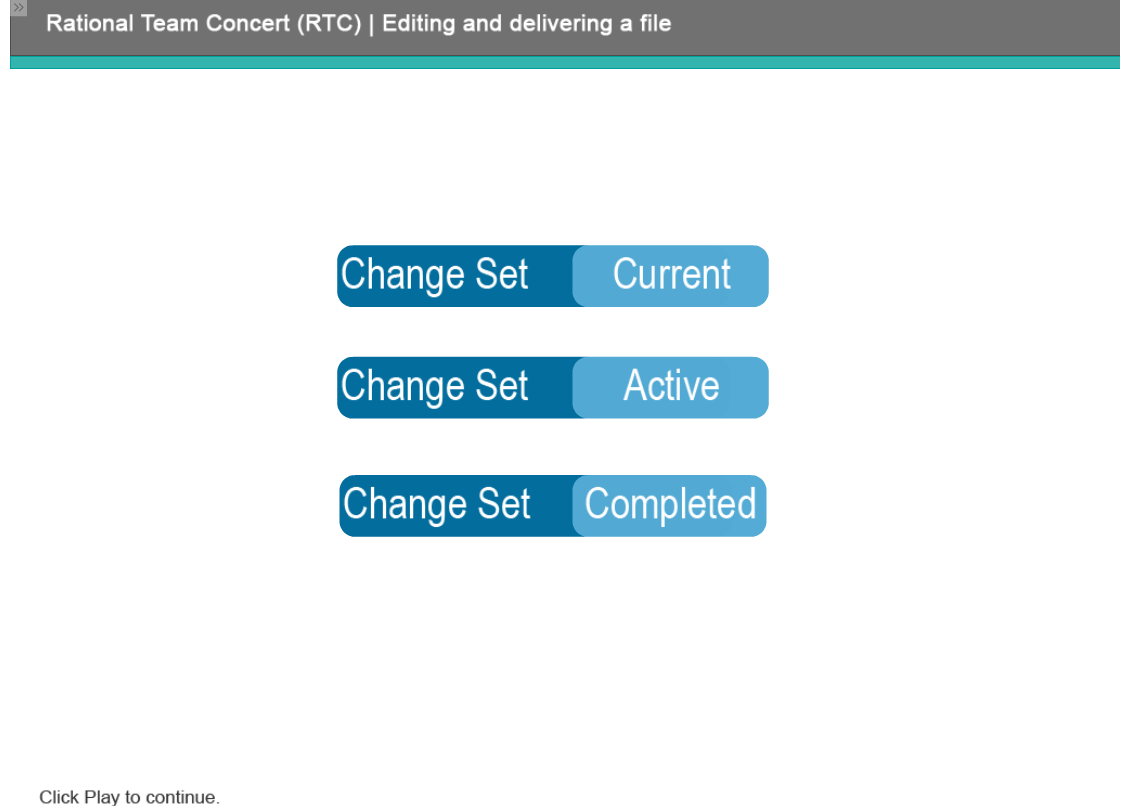 »
Rational Team Concert (RTC) | Editing and delivering a file
Change Set Current
Change Set Active
Change Set Completed
Click Play to continue.